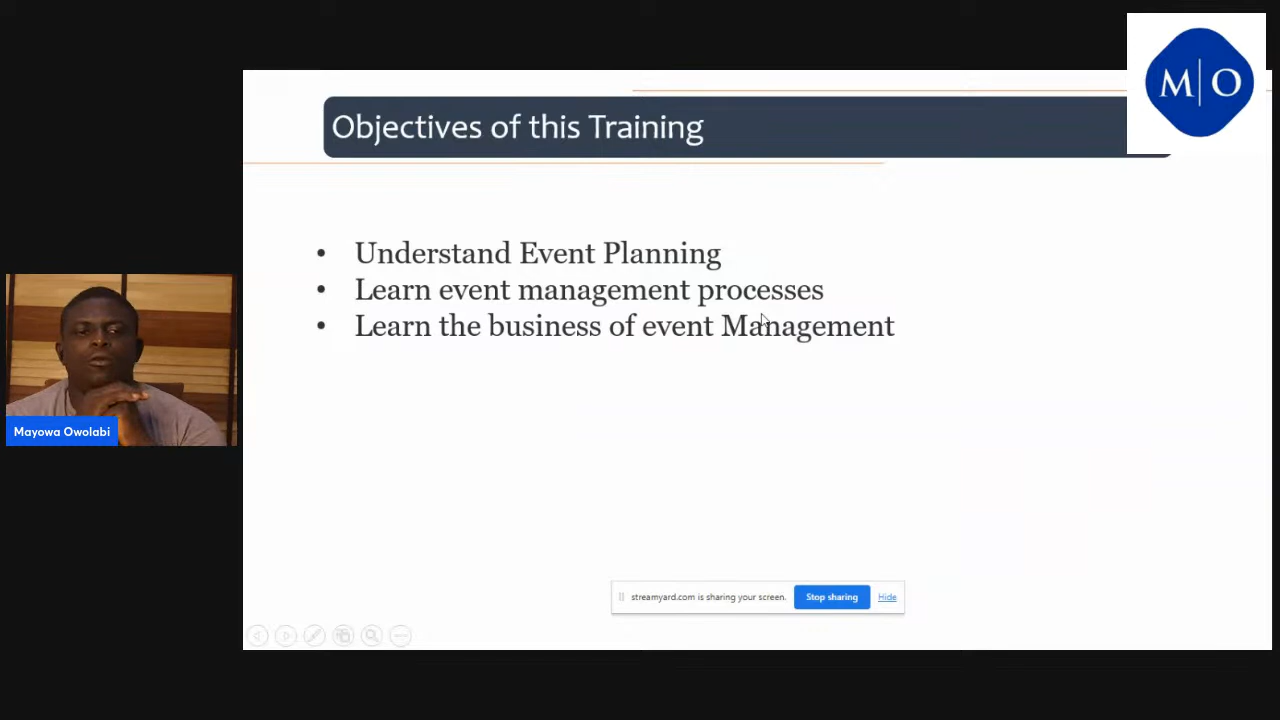 M|O
Objectives of this Training
• Understand Event Planning
• Learn event management processes
• Learn the business of event Management
Mayowa Owolabi
streamyard.com is sharing your screen.
Stop sharing
Hide